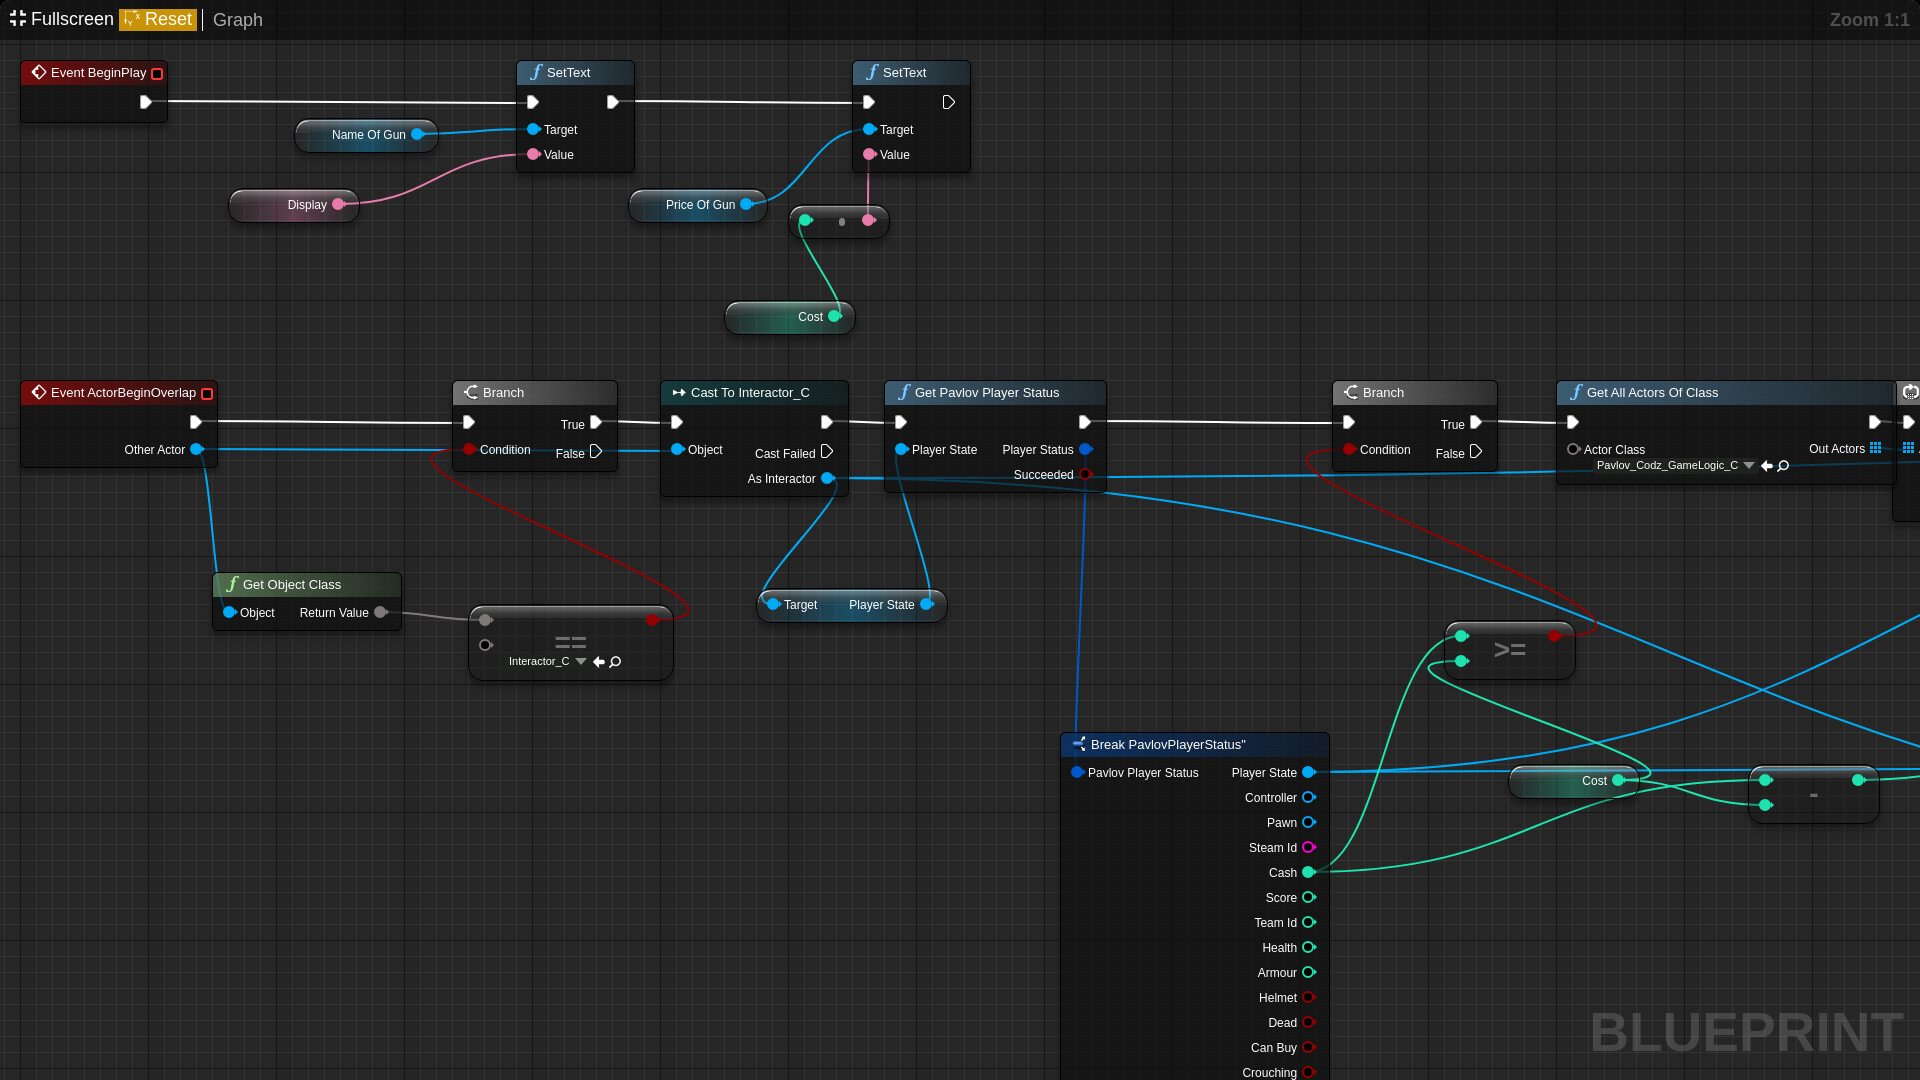 Fullscreen Reset Graph Zoom 1:1
Event BeginPlay
SetText
Target
Value
SetText
Target
Value
Name Of Gun
Display
Price Of Gun
Cost
Event ActorBeginOverlap
Other Actor
Branch
True
Condition
False
Cast To Interactor_C
Object
Cast Failed
As Interactor
Get Pavlov Player Status
Player State
Player Status
Succeeded
Branch
True
Condition
False
Get All Actors Of Class
Actor Class
Pavlov_Codz_GameLogic_C
Out Actors
Get Object Class
Object
Return Value
==
Interactor_C
Target
Player State
>=
Break PavlovPlayerStatus"
Pavlov Player Status
Player State
Controller
Pawn
Steam Id
Cash
Score
Team Id
Health
Armour
Helmet
Dead
Can Buy
Crouching
Cost
-
BLUEPRINT